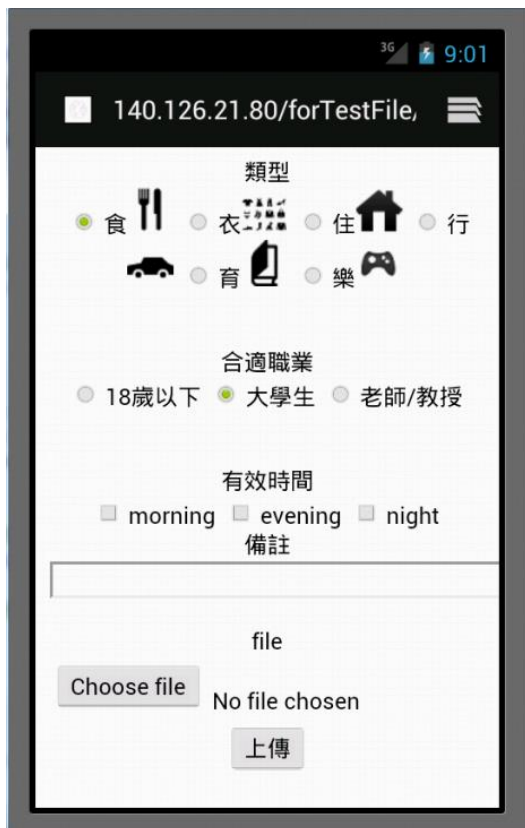 3G 9:01
140.126.21.80/forTestFile/
類型
食 衣 住 行
育 樂
合適職業
18歲以下 大學生 老師/教授
有效時間
morning evening night
備註
file
Choose file No file chosen
上傳